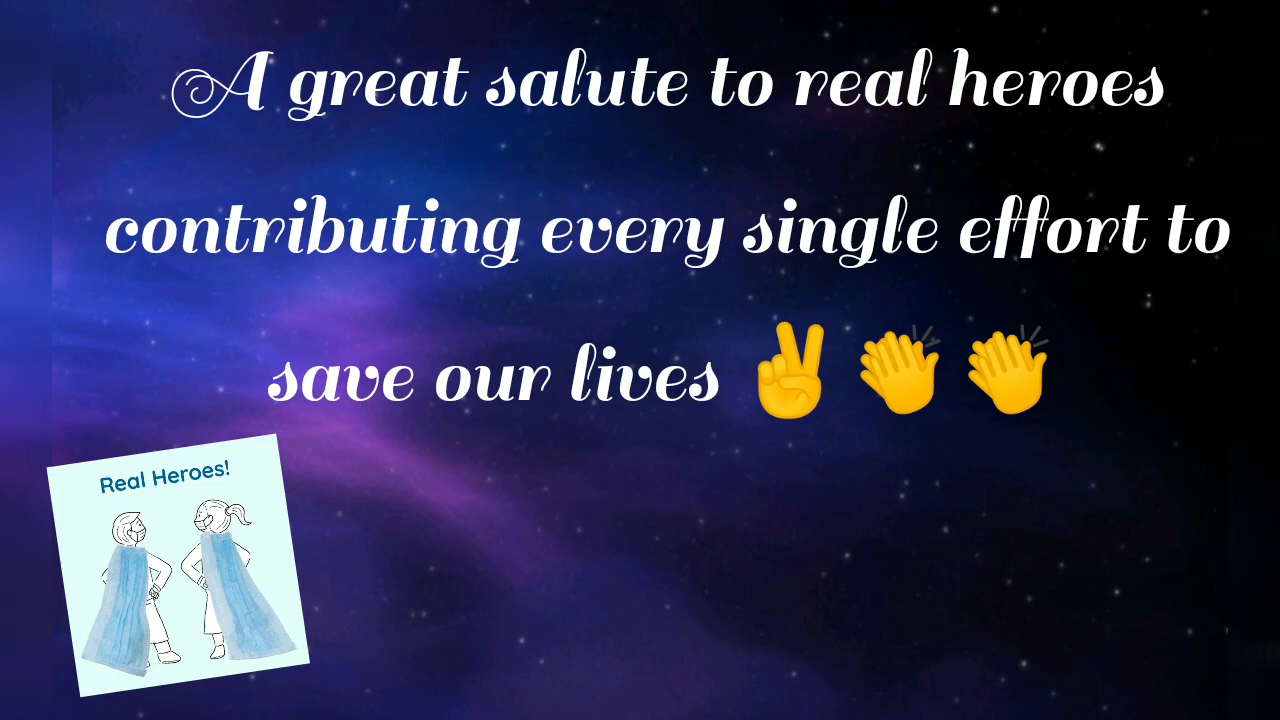 A great salute to real heroes
contributing every single effort to
save our lives ✌️👏👏
Real Heroes!